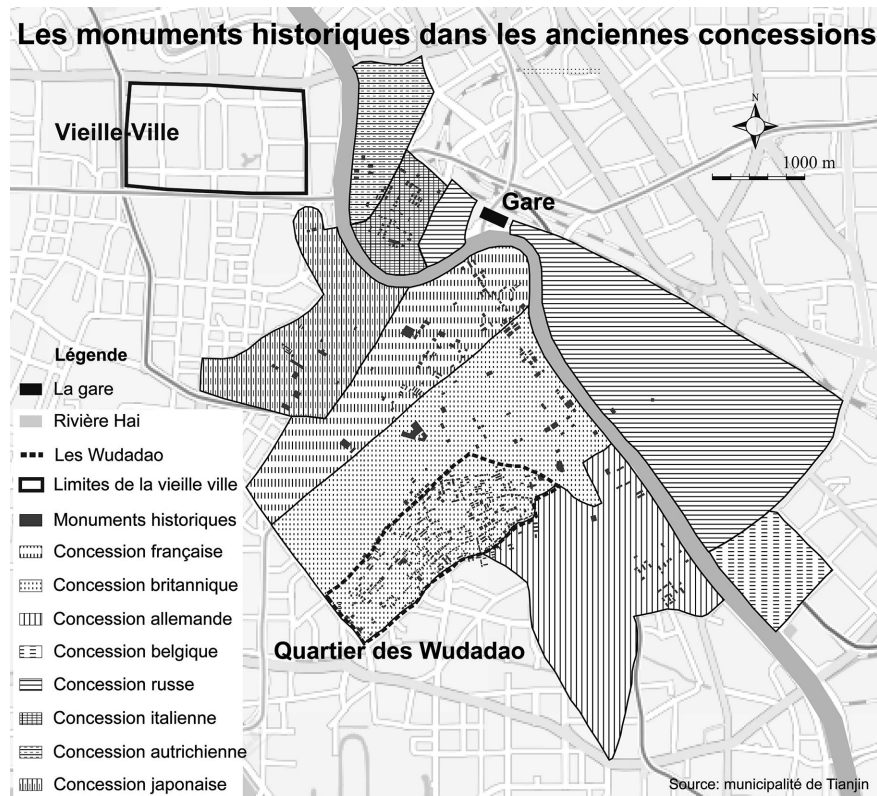 Les monuments historiques dans les anciennes concessions
Vieille-Ville
N
1000 m
Gare
Légende
La gare
Rivière Hai
Les Wudadao
Limites de la vieille ville
Monuments historiques
Concession française
Concession britannique
Concession allemande
Concession belgique
Concession russe
Concession italienne
Concession autrichienne
Concession japonaise
Quartier des Wudadao
Source: municipalité de Tianjin